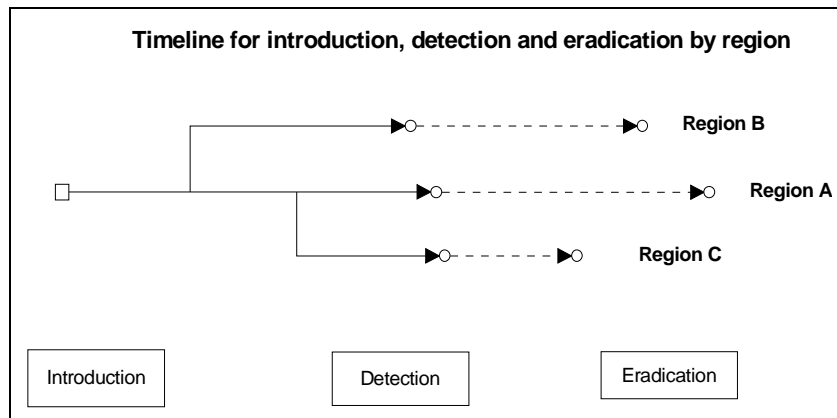 Timeline for introduction, detection and eradication by region
Region B
Region A
Region C
Introduction
Detection
Eradication